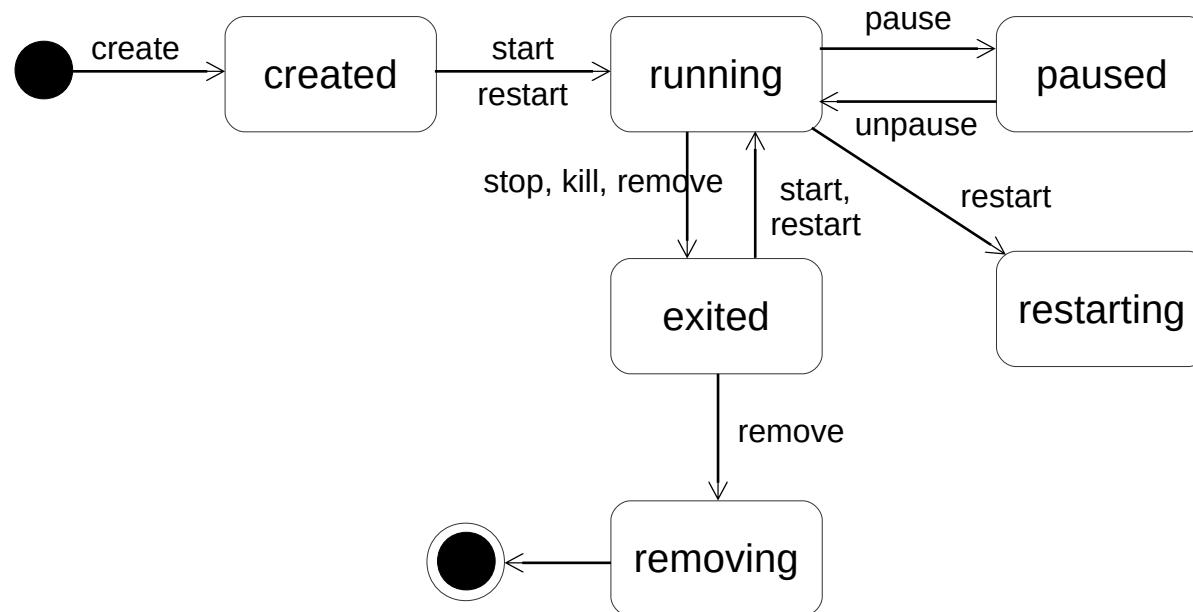 create
created
start
restart
running
pause
unpause
paused
stop, kill, remove
start,
restart
restart
exited
restarting
remove
removing